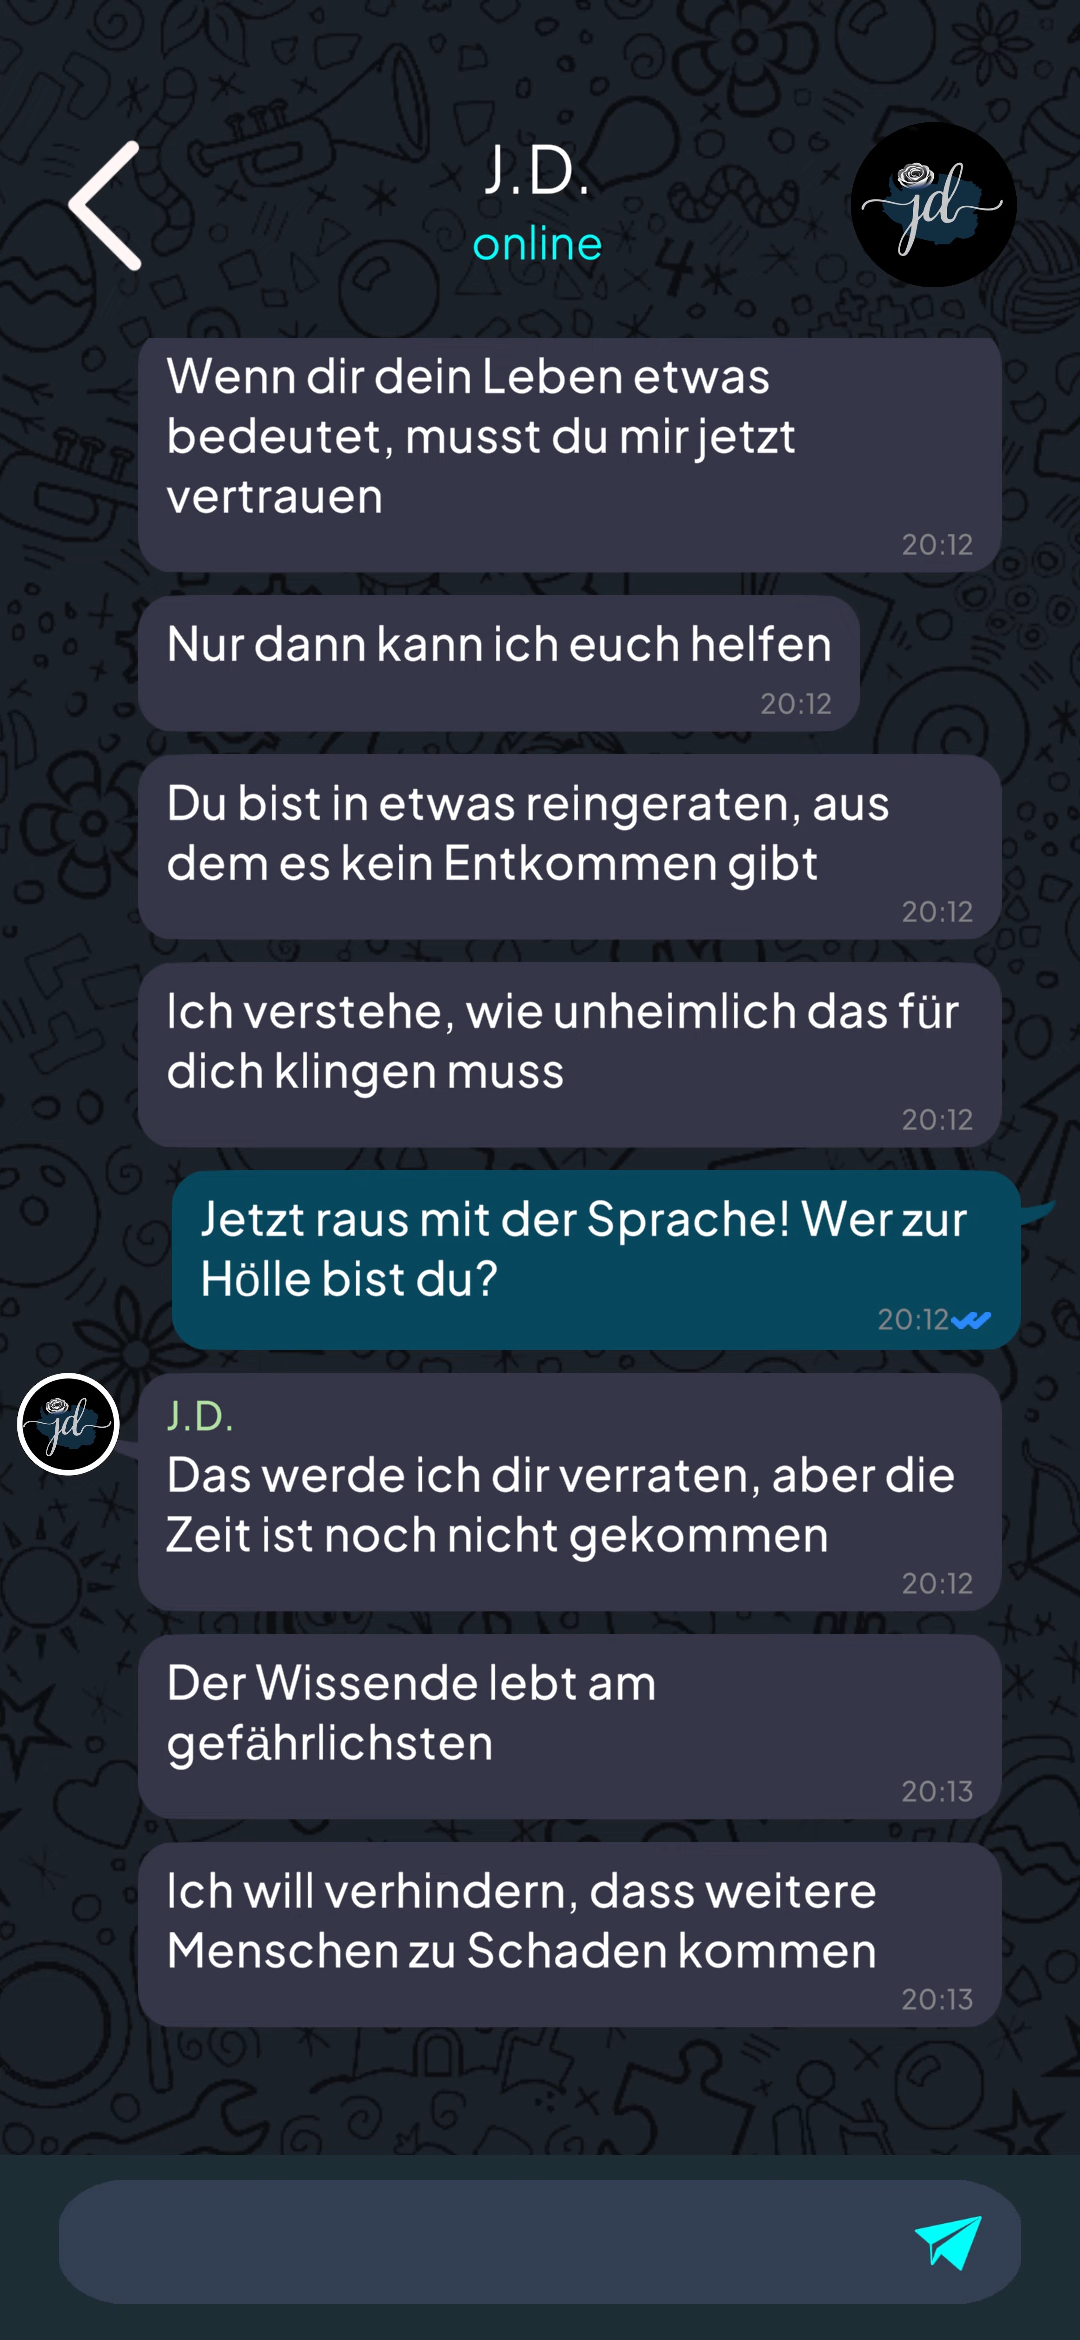 J.D.
online
jd
Wenn dir dein Leben etwas
bedeutet, musst du mir jetzt
vertrauen
20:12
Nur dann kann ich euch helfen
20:12
Du bist in etwas reingeraten, aus
dem es kein Entkommen gibt
20:12
Ich verstehe, wie unheimlich das für
dich klingen muss
20:12
Jetzt raus mit der Sprache! Wer zur
Hölle bist du?
20:12
jd
J.D.
Das werde ich dir verraten, aber die
Zeit ist noch nicht gekommen
20:12
Der Wissende lebt am
gefährlichsten
20:13
Ich will verhindern, dass weitere
Menschen zu Schaden kommen
20:13